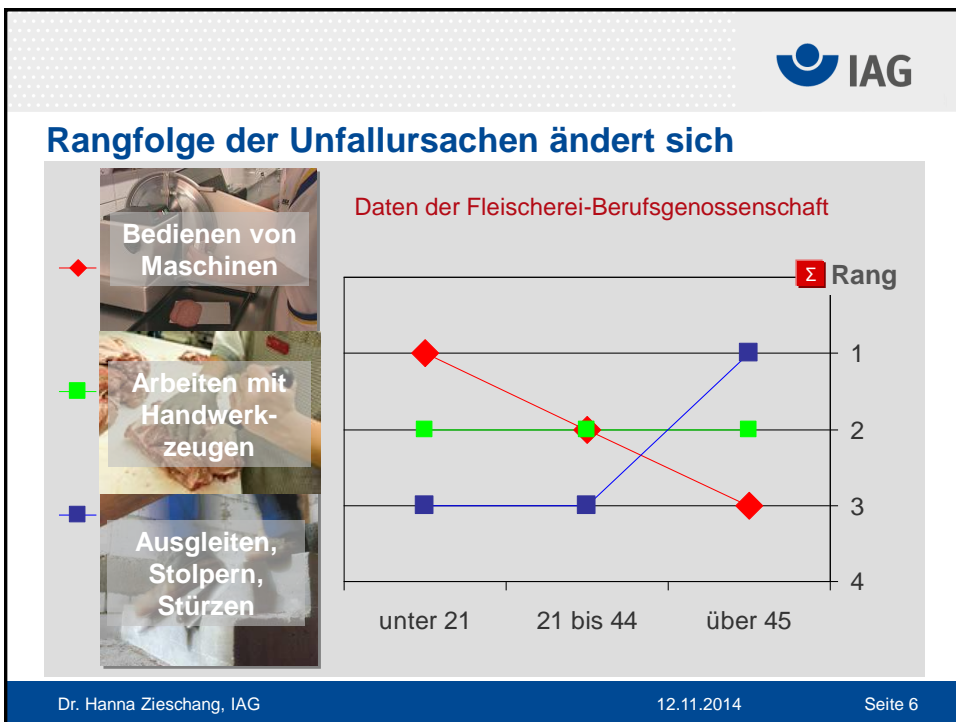 IAG
Rangfolge der Unfallursachen ändert sich
Bedienen von
Maschinen
Arbeiten mit
Handwerk-
zeugen
Ausgleiten,
Stolpern,
Stürzen
Daten der Fleischerei-Berufsgenossenschaft
Σ Rang
1
2
3
4
unter 21 21 bis 44 über 45
Dr. Hanna Zieschang, IAG 12.11.2014 Seite 6